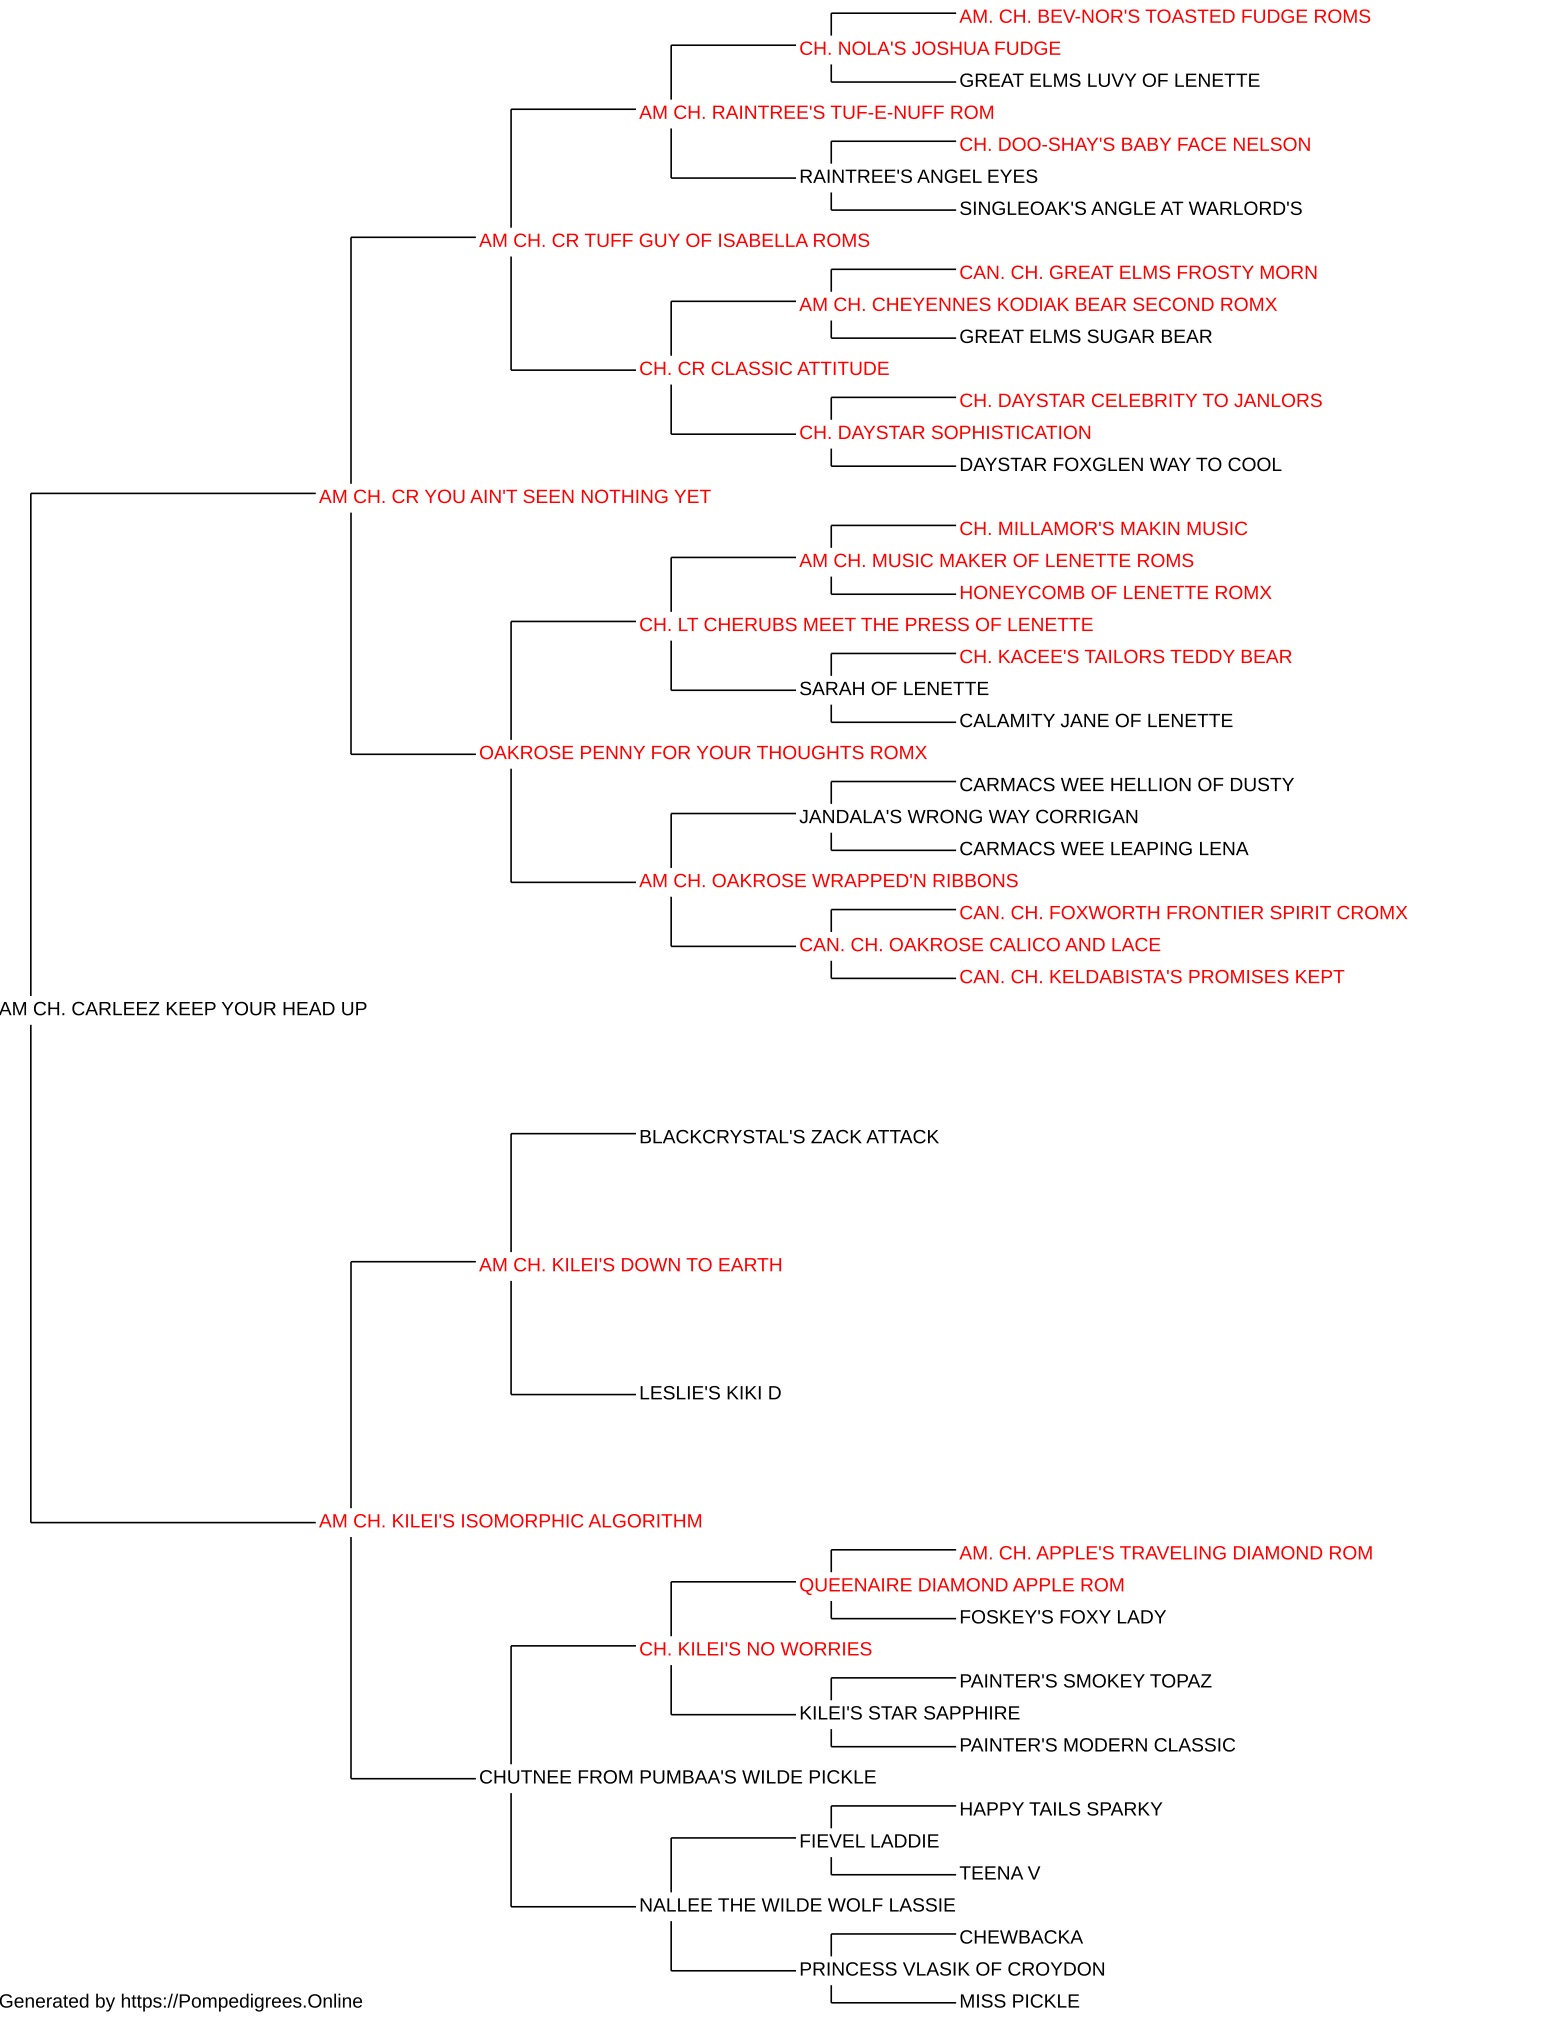 AM. CH. BEV-NOR'S TOASTED FUDGE ROMS
CH. NOLA'S JOSHUA FUDGE
GREAT ELMS LUVY OF LENETTE
AM CH. RAINTREE'S TUF-E-NUFF ROM
CH. DOO-SHAY'S BABY FACE NELSON
RAINTREE'S ANGEL EYES
SINGLEOAK'S ANGLE AT WARLORD'S
AM CH. CR TUFF GUY OF ISABELLA ROMS
CAN. CH. GREAT ELMS FROSTY MORN
AM CH. CHEYENNES KODIAK BEAR SECOND ROMX
GREAT ELMS SUGAR BEAR
CH. CR CLASSIC ATTITUDE
CH. DAYSTAR CELEBRITY TO JANLORS
CH. DAYSTAR SOPHISTICATION
DAYSTAR FOXGLEN WAY TO COOL
AM CH. CR YOU AIN'T SEEN NOTHING YET
CH. MILLAMOR'S MAKIN MUSIC
AM CH. MUSIC MAKER OF LENETTE ROMS
HONEYCOMB OF LENETTE ROMX
CH. LT CHERUBS MEET THE PRESS OF LENETTE
CH. KACEE'S TAILORS TEDDY BEAR
SARAH OF LENETTE
CALAMITY JANE OF LENETTE
OAKROSE PENNY FOR YOUR THOUGHTS ROMX
CARMACS WEE HELLION OF DUSTY
JANDALA'S WRONG WAY CORRIGAN
CARMACS WEE LEAPING LENA
AM CH. OAKROSE WRAPPED'N RIBBONS
CAN. CH. FOXWORTH FRONTIER SPIRIT CROMX
CAN. CH. OAKROSE CALICO AND LACE
CAN. CH. KELDABISTA'S PROMISES KEPT
AM CH. CARLEEZ KEEP YOUR HEAD UP
BLACKCRYSTAL'S ZACK ATTACK
AM CH. KILEI'S DOWN TO EARTH
LESLIE'S KIKI D
AM CH. KILEI'S ISOMORPHIC ALGORITHM
AM. CH. APPLE'S TRAVELING DIAMOND ROM
QUEENAIRE DIAMOND APPLE ROM
FOSKEY'S FOXY LADY
CH. KILEI'S NO WORRIES
PAINTER'S SMOKEY TOPAZ
KILEI'S STAR SAPPHIRE
PAINTER'S MODERN CLASSIC
CHUTNEE FROM PUMBAA'S WILDE PICKLE
HAPPY TAILS SPARKY
FIEVEL LADDIE
TEENA V
NALLEE THE WILDE WOLF LASSIE
CHEWBACKA
PRINCESS VLASIK OF CROYDON
MISS PICKLE
Generated by https://Pompedigrees.Online